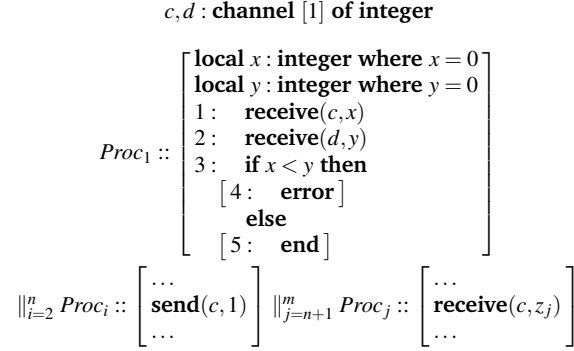 c,d : channel [1] of integer
local x : integer where x = 0
local y : integer where y = 0
1 : receive(c,x)
2 : receive(d,y)
Proc₁ :: 3 : if x < y then
[ 4 : error ]
else
[ 5 : end ]
‖ⁿᵢ₌₂ Procᵢ :: [ … send(c,1) … ] ‖ᵐⱼ₌ₙ₊₁ Procⱼ :: [ … receive(c,zⱼ) … ]